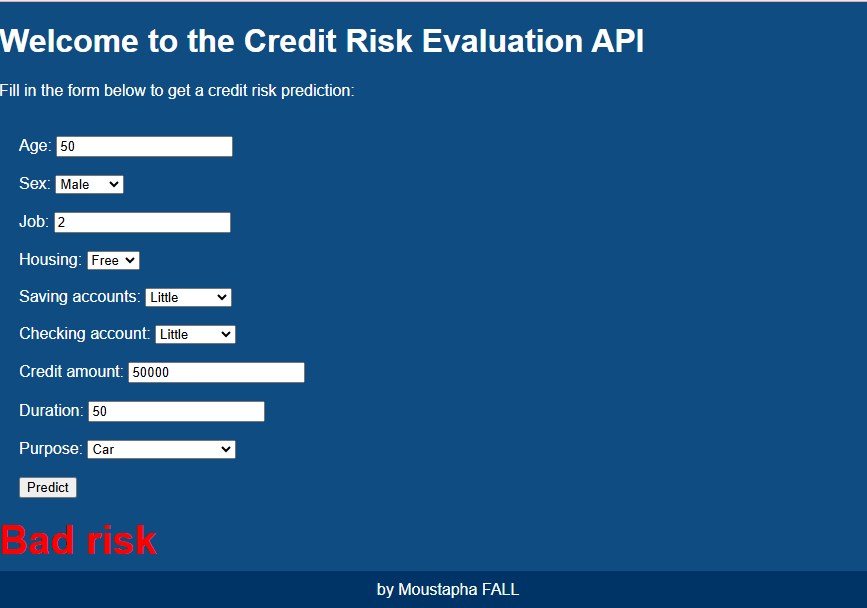 Welcome to the Credit Risk Evaluation API
Fill in the form below to get a credit risk prediction:
Age: 50
Sex: Male
Job: 2
Housing: Free
Saving accounts: Little
Checking account: Little
Credit amount: 50000
Duration: 50
Purpose: Car
Predict
Bad risk
by Moustapha FALL